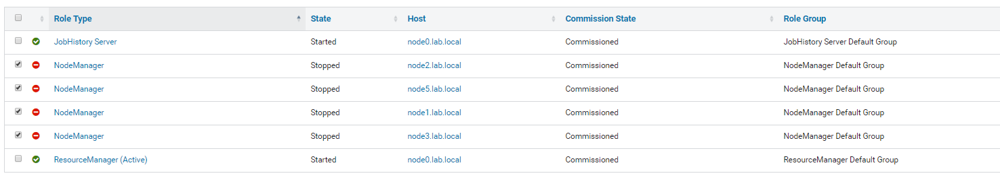 Role Type State Host Commission State Role Group
JobHistory Server Started node0.lab.local Commissioned JobHistory Server Default Group
NodeManager Stopped node2.lab.local Commissioned NodeManager Default Group
NodeManager Stopped node5.lab.local Commissioned NodeManager Default Group
NodeManager Stopped node1.lab.local Commissioned NodeManager Default Group
NodeManager Stopped node3.lab.local Commissioned NodeManager Default Group
ResourceManager (Active) Started node0.lab.local Commissioned ResourceManager Default Group